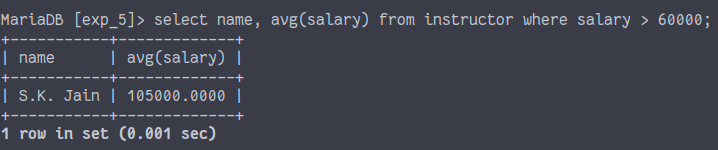 MariaDB [exp_5]> select name, avg(salary) from instructor where salary > 60000;
+-----------+-------------+
| name      | avg(salary) |
+-----------+-------------+
| S.K. Jain | 105000.0000 |
+-----------+-------------+
1 row in set (0.001 sec)